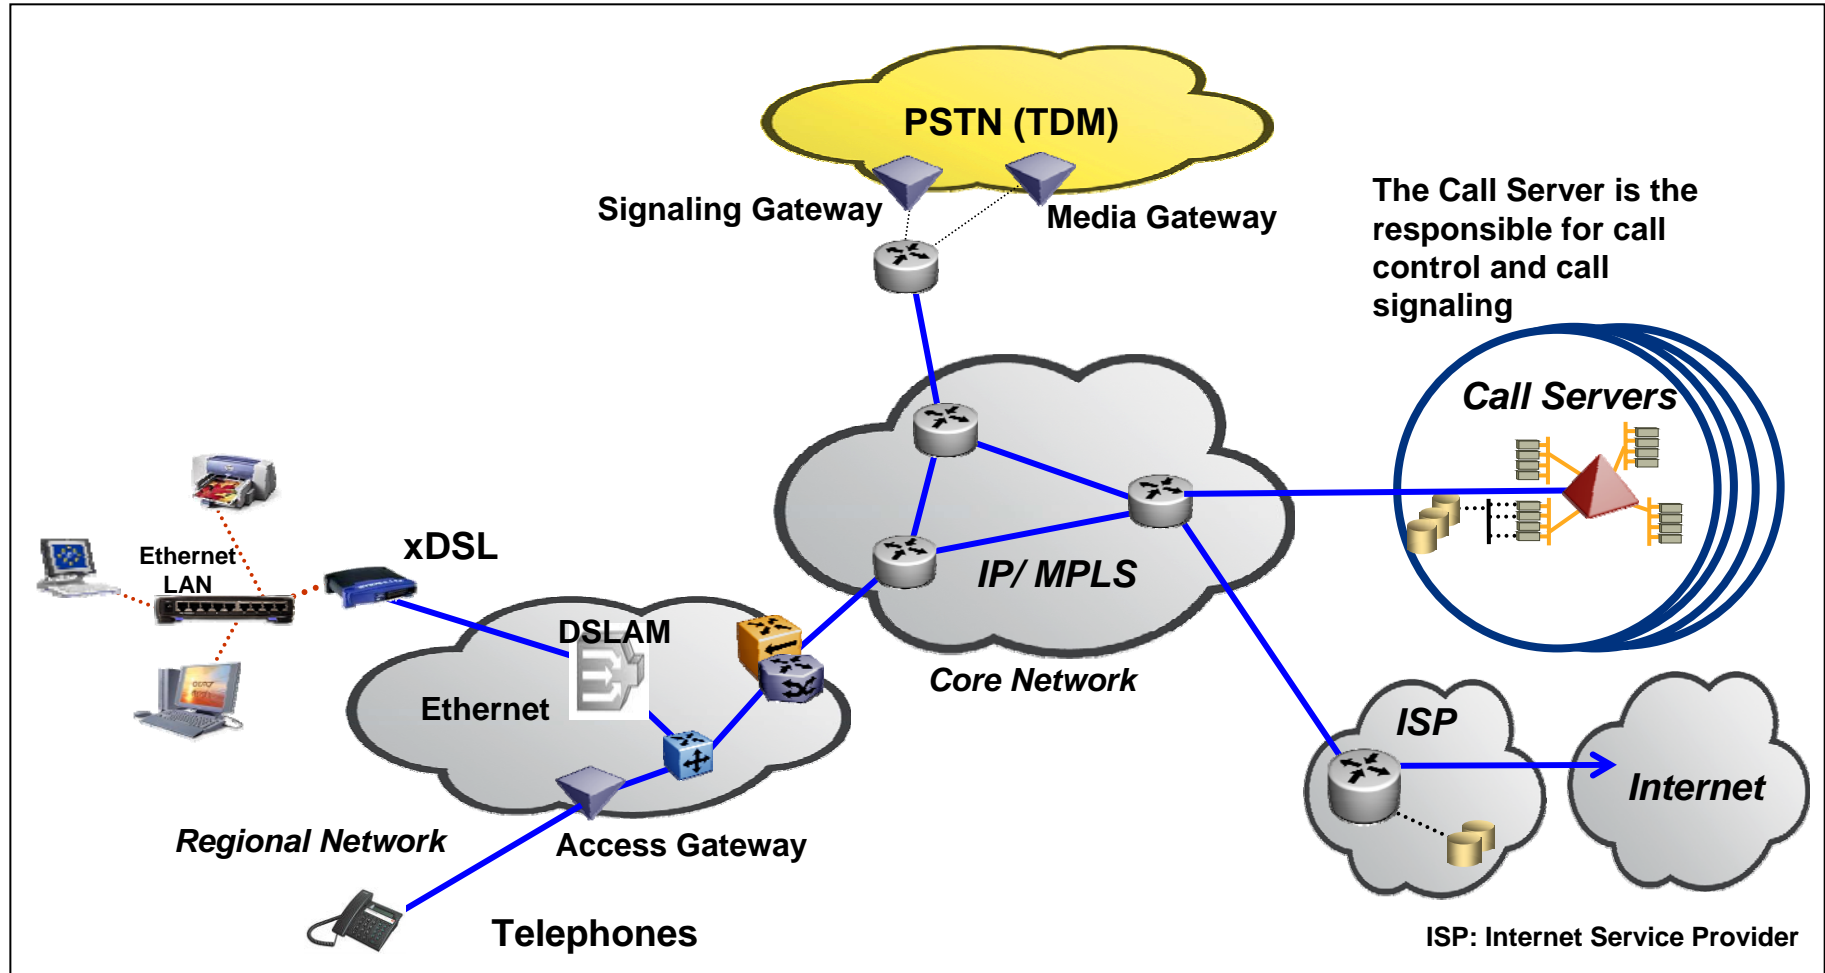 PSTN (TDM)
Signaling Gateway
Media Gateway
The Call Server is the
responsible for call
control and call
signaling
Call Servers
Ethernet
LAN
xDSL
IP/ MPLS
DSLAM
Core Network
Ethernet
ISP
Internet
Regional Network
Access Gateway
Telephones
ISP: Internet Service Provider